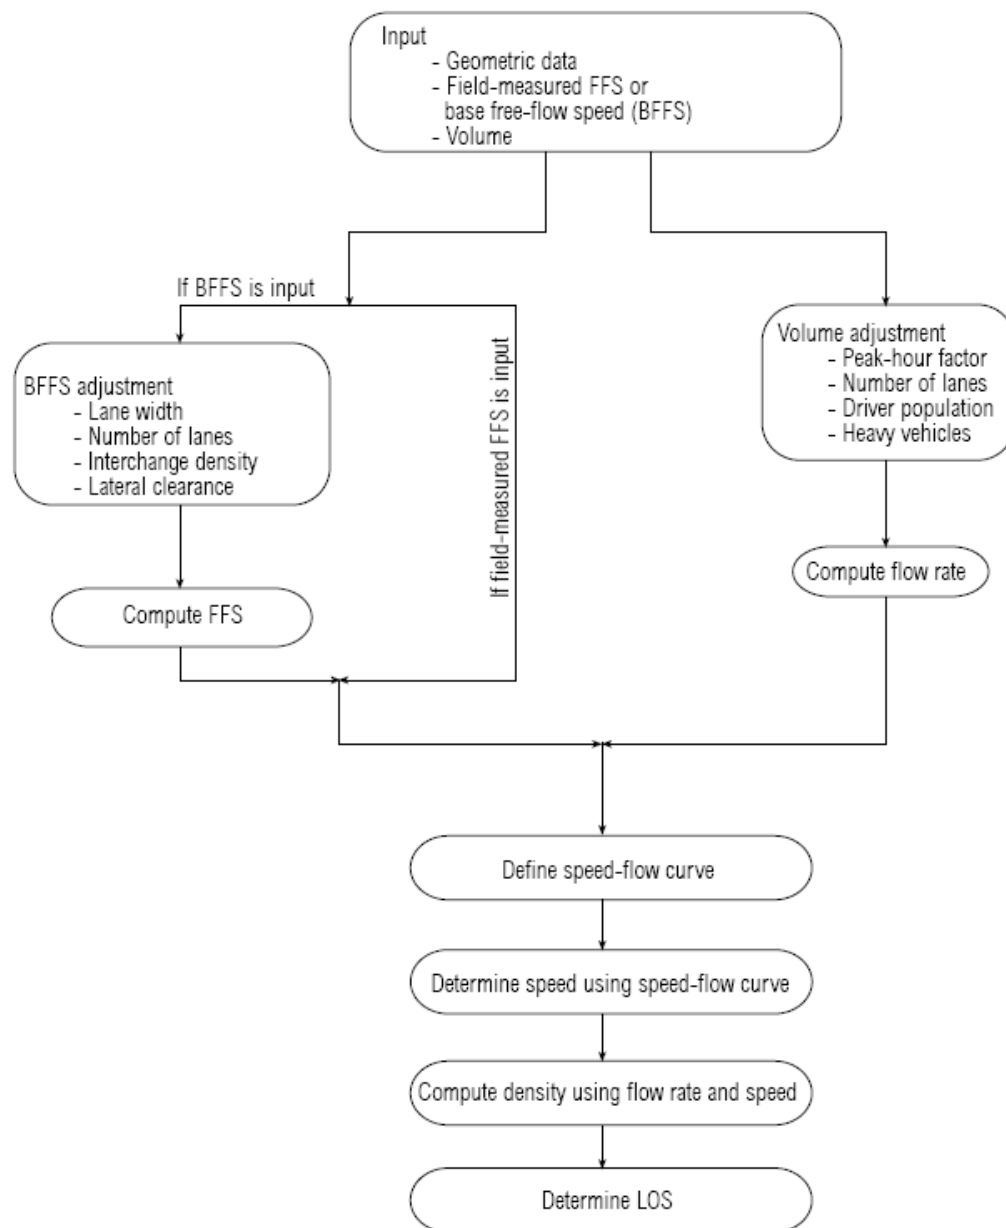 Input
- Geometric data
- Field-measured FFS or
base free-flow speed (BFFS)
- Volume
If BFFS is input
BFFS adjustment
- Lane width
- Number of lanes
- Interchange density
- Lateral clearance
If field-measured FFS is input
Volume adjustment
- Peak-hour factor
- Number of lanes
- Driver population
- Heavy vehicles
Compute FFS
Compute flow rate
Define speed-flow curve
Determine speed using speed-flow curve
Compute density using flow rate and speed
Determine LOS